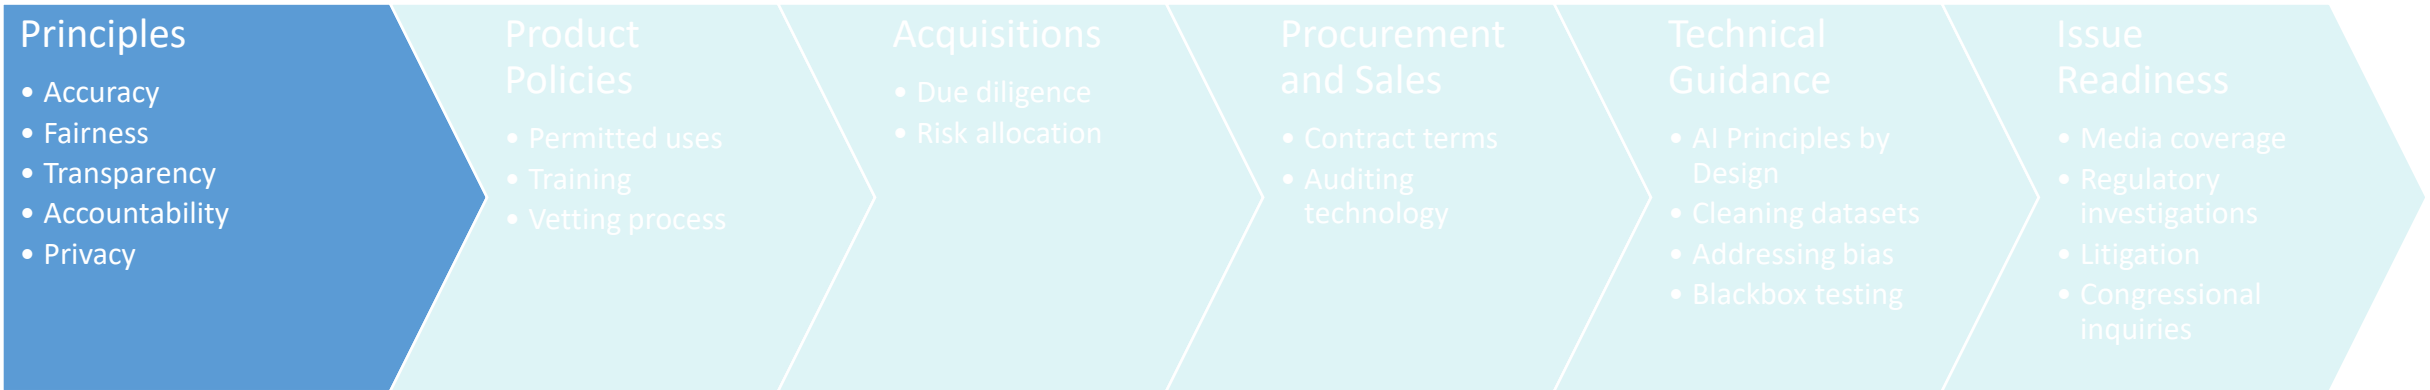 Principles
• Accuracy
• Fairness
• Transparency
• Accountability
• Privacy
Product
Policies
• Permitted uses
• Training
• Vetting process
Acquisitions
• Due diligence
• Risk allocation
Procurement
and Sales
• Contract terms
• Auditing
technology
Technical
Guidance
• AI Principles by
Design
• Cleaning datasets
• Addressing bias
• Blackbox testing
Issue
Readiness
• Media coverage
• Regulatory
investigations
• Litigation
• Congressional
inquiries